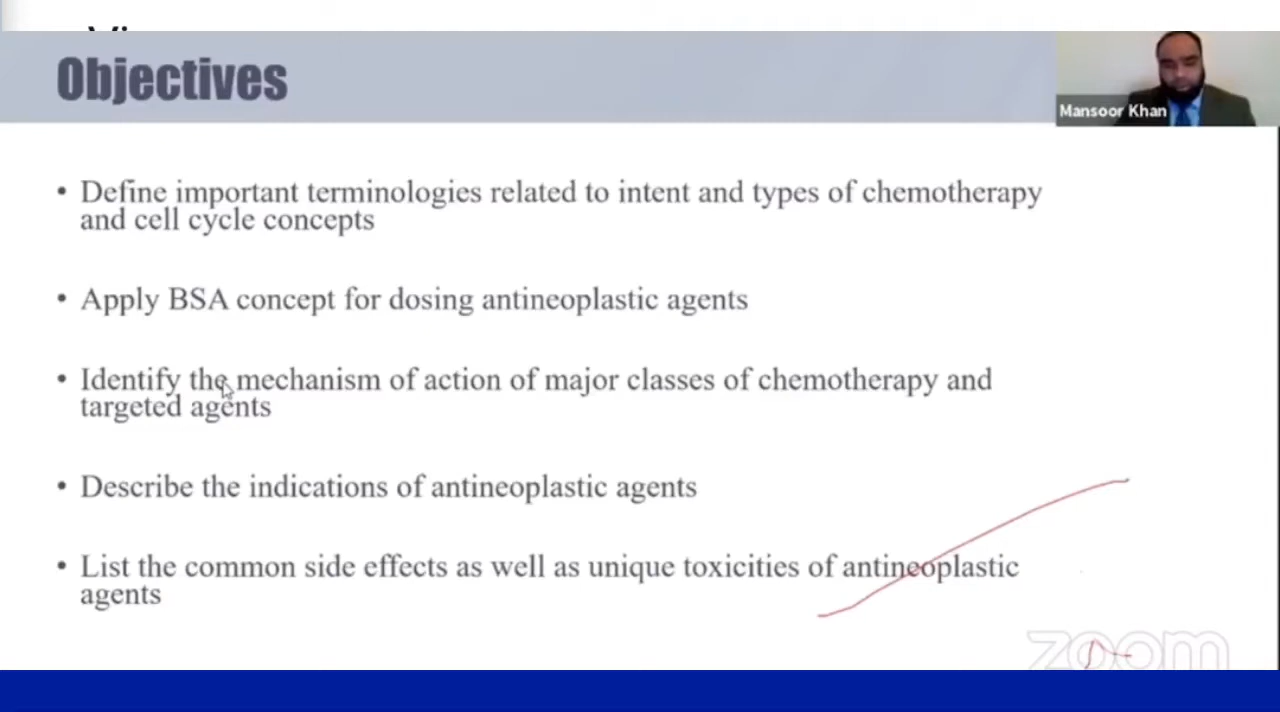 Objectives
Mansoor Khan
• Define important terminologies related to intent and types of chemotherapy
and cell cycle concepts
• Apply BSA concept for dosing antineoplastic agents
• Identify the mechanism of action of major classes of chemotherapy and
targeted agents
• Describe the indications of antineoplastic agents
• List the common side effects as well as unique toxicities of antineoplastic
agents
zoom